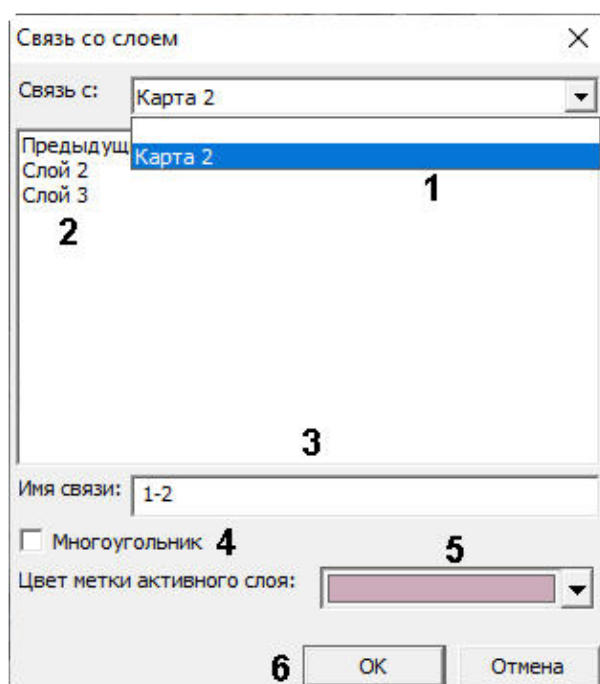 Связь со слоем
Связь с: Карта 2
Карта 2
1
Предыдущ
Слой 2
Слой 3
2
3
Имя связи: 1-2
Многоугольник 4
5
Цвет метки активного слоя:
6 OK Отмена